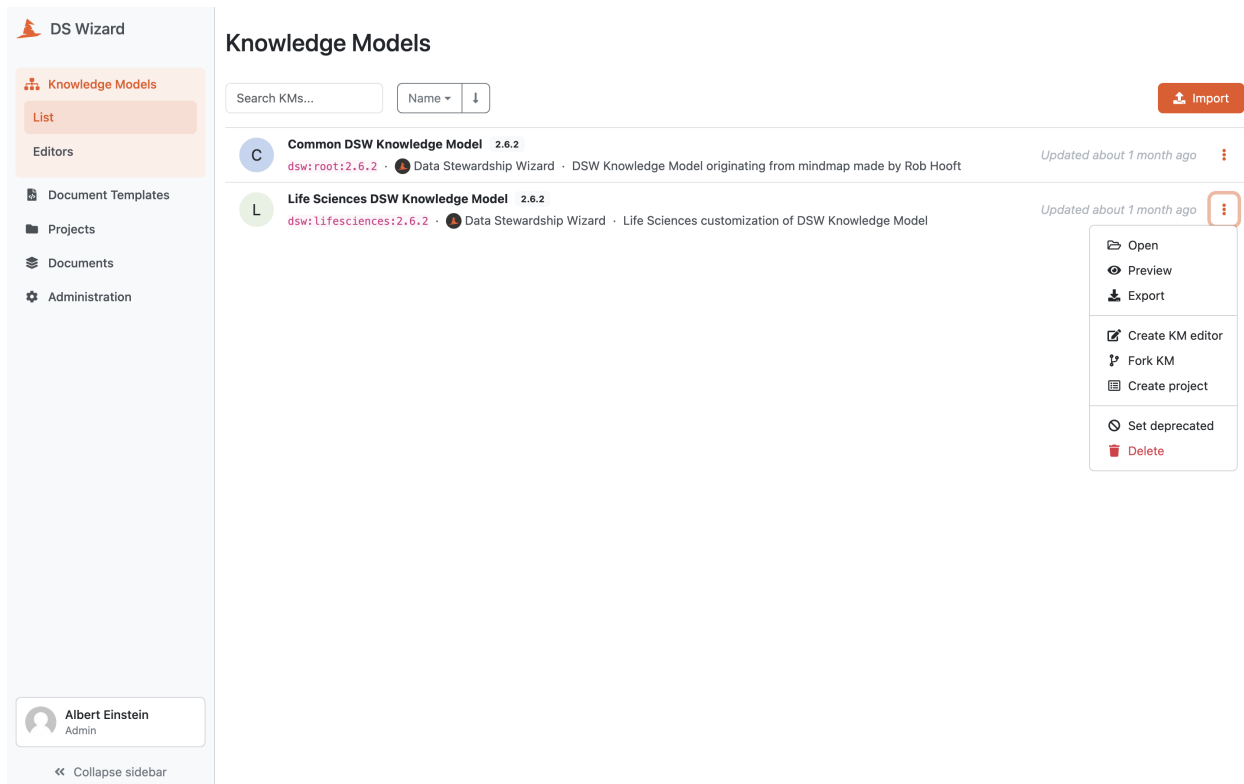 DS Wizard
Knowledge Models
List
Editors
Document Templates
Projects
Documents
Administration
Albert Einstein
Admin
Collapse sidebar
Knowledge Models
Search KMs...
Name
Import
C
Common DSW Knowledge Model 2.6.2
dsw:root:2.6.2 · Data Stewardship Wizard · DSW Knowledge Model originating from mindmap made by Rob Hooft
Updated about 1 month ago
L
Life Sciences DSW Knowledge Model 2.6.2
dsw:lifesciences:2.6.2 · Data Stewardship Wizard · Life Sciences customization of DSW Knowledge Model
Updated about 1 month ago
Open
Preview
Export
Create KM editor
Fork KM
Create project
Set deprecated
Delete